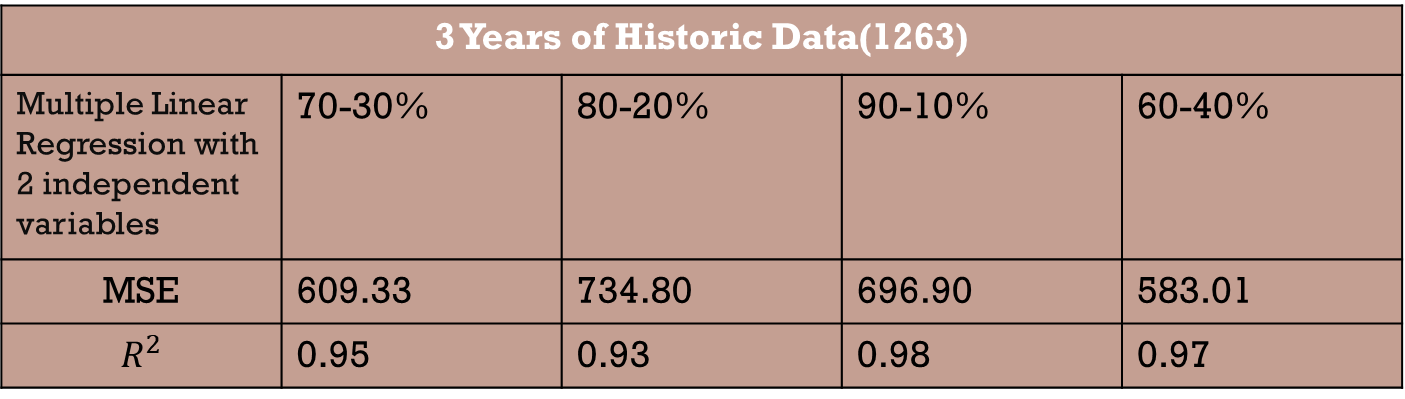 3 Years of Historic Data(1263)
Multiple Linear
Regression with
2 independent
variables
70-30%
80-20%
90-10%
60-40%
MSE
609.33
734.80
696.90
583.01
R²
0.95
0.93
0.98
0.97